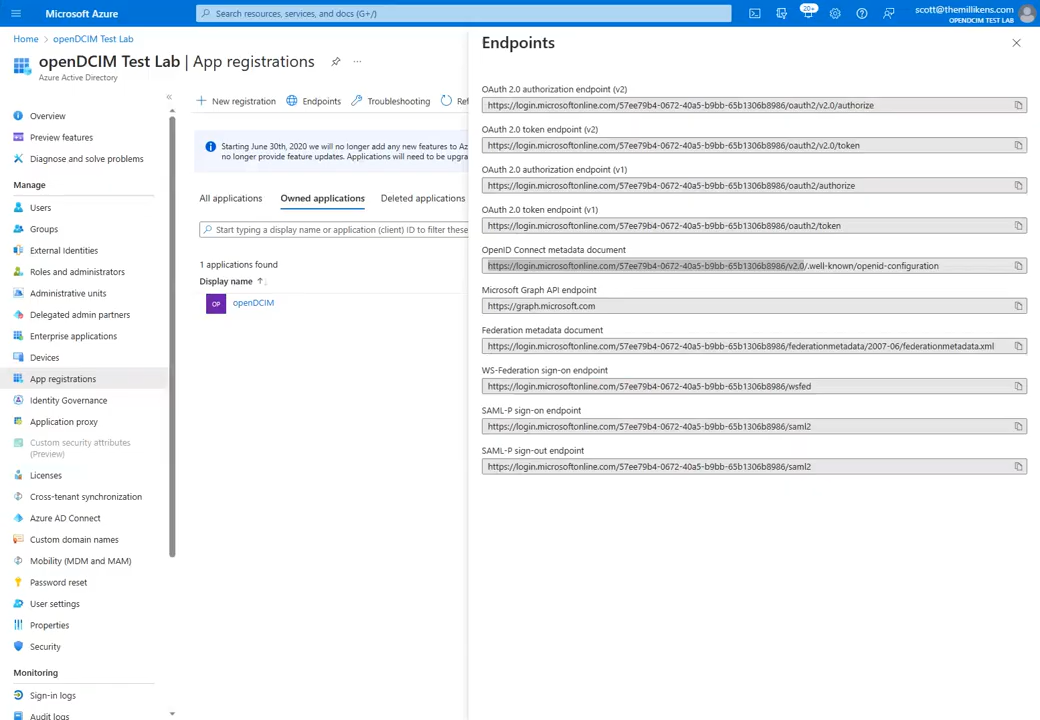 Microsoft Azure
Search resources, services, and docs (G+/)
20+
scott@themillikens.com
OPENDCIM TEST LAB
Home
openDCIM Test Lab
openDCIM Test Lab | App registrations
...
Azure Active Directory
«
Overview
Preview features
Diagnose and solve problems
Manage
Users
Groups
External Identities
Roles and administrators
Administrative units
Delegated admin partners
Enterprise applications
Devices
App registrations
Identity Governance
Application proxy
Custom security attributes
(Preview)
Licenses
Cross-tenant synchronization
Azure AD Connect
Custom domain names
Mobility (MDM and MAM)
Password reset
User settings
Properties
Security
Monitoring
Sign-in logs
Audit logs
New registration
Endpoints
Troubleshooting
Ref
Starting June 30th, 2020 we will no longer add any new features to Az
no longer provide feature updates. Applications will need to be upgra
All applications
Owned applications
Deleted applications
Start typing a display name or application (client) ID to filter these
1 applications found
Display name ↑↓
OP
openDCIM
Endpoints
OAuth 2.0 authorization endpoint (v2)
https://login.microsoftonline.com/57ee79b4-0672-40a5-b9bb-65b1306b8986/oauth2/v2.0/authorize
OAuth 2.0 token endpoint (v2)
https://login.microsoftonline.com/57ee79b4-0672-40a5-b9bb-65b1306b8986/oauth2/v2.0/token
OAuth 2.0 authorization endpoint (v1)
https://login.microsoftonline.com/57ee79b4-0672-40a5-b9bb-65b1306b8986/oauth2/authorize
OAuth 2.0 token endpoint (v1)
https://login.microsoftonline.com/57ee79b4-0672-40a5-b9bb-65b1306b8986/oauth2/token
OpenID Connect metadata document
https://login.microsoftonline.com/57ee79b4-0672-40a5-b9bb-65b1306b8986/v2.0/.well-known/openid-configuration
Microsoft Graph API endpoint
https://graph.microsoft.com
Federation metadata document
https://login.microsoftonline.com/57ee79b4-0672-40a5-b9bb-65b1306b8986/federationmetadata/2007-06/federationmetadata.xml
WS-Federation sign-on endpoint
https://login.microsoftonline.com/57ee79b4-0672-40a5-b9bb-65b1306b8986/wsfed
SAML-P sign-on endpoint
https://login.microsoftonline.com/57ee79b4-0672-40a5-b9bb-65b1306b8986/saml2
SAML-P sign-out endpoint
https://login.microsoftonline.com/57ee79b4-0672-40a5-b9bb-65b1306b8986/saml2